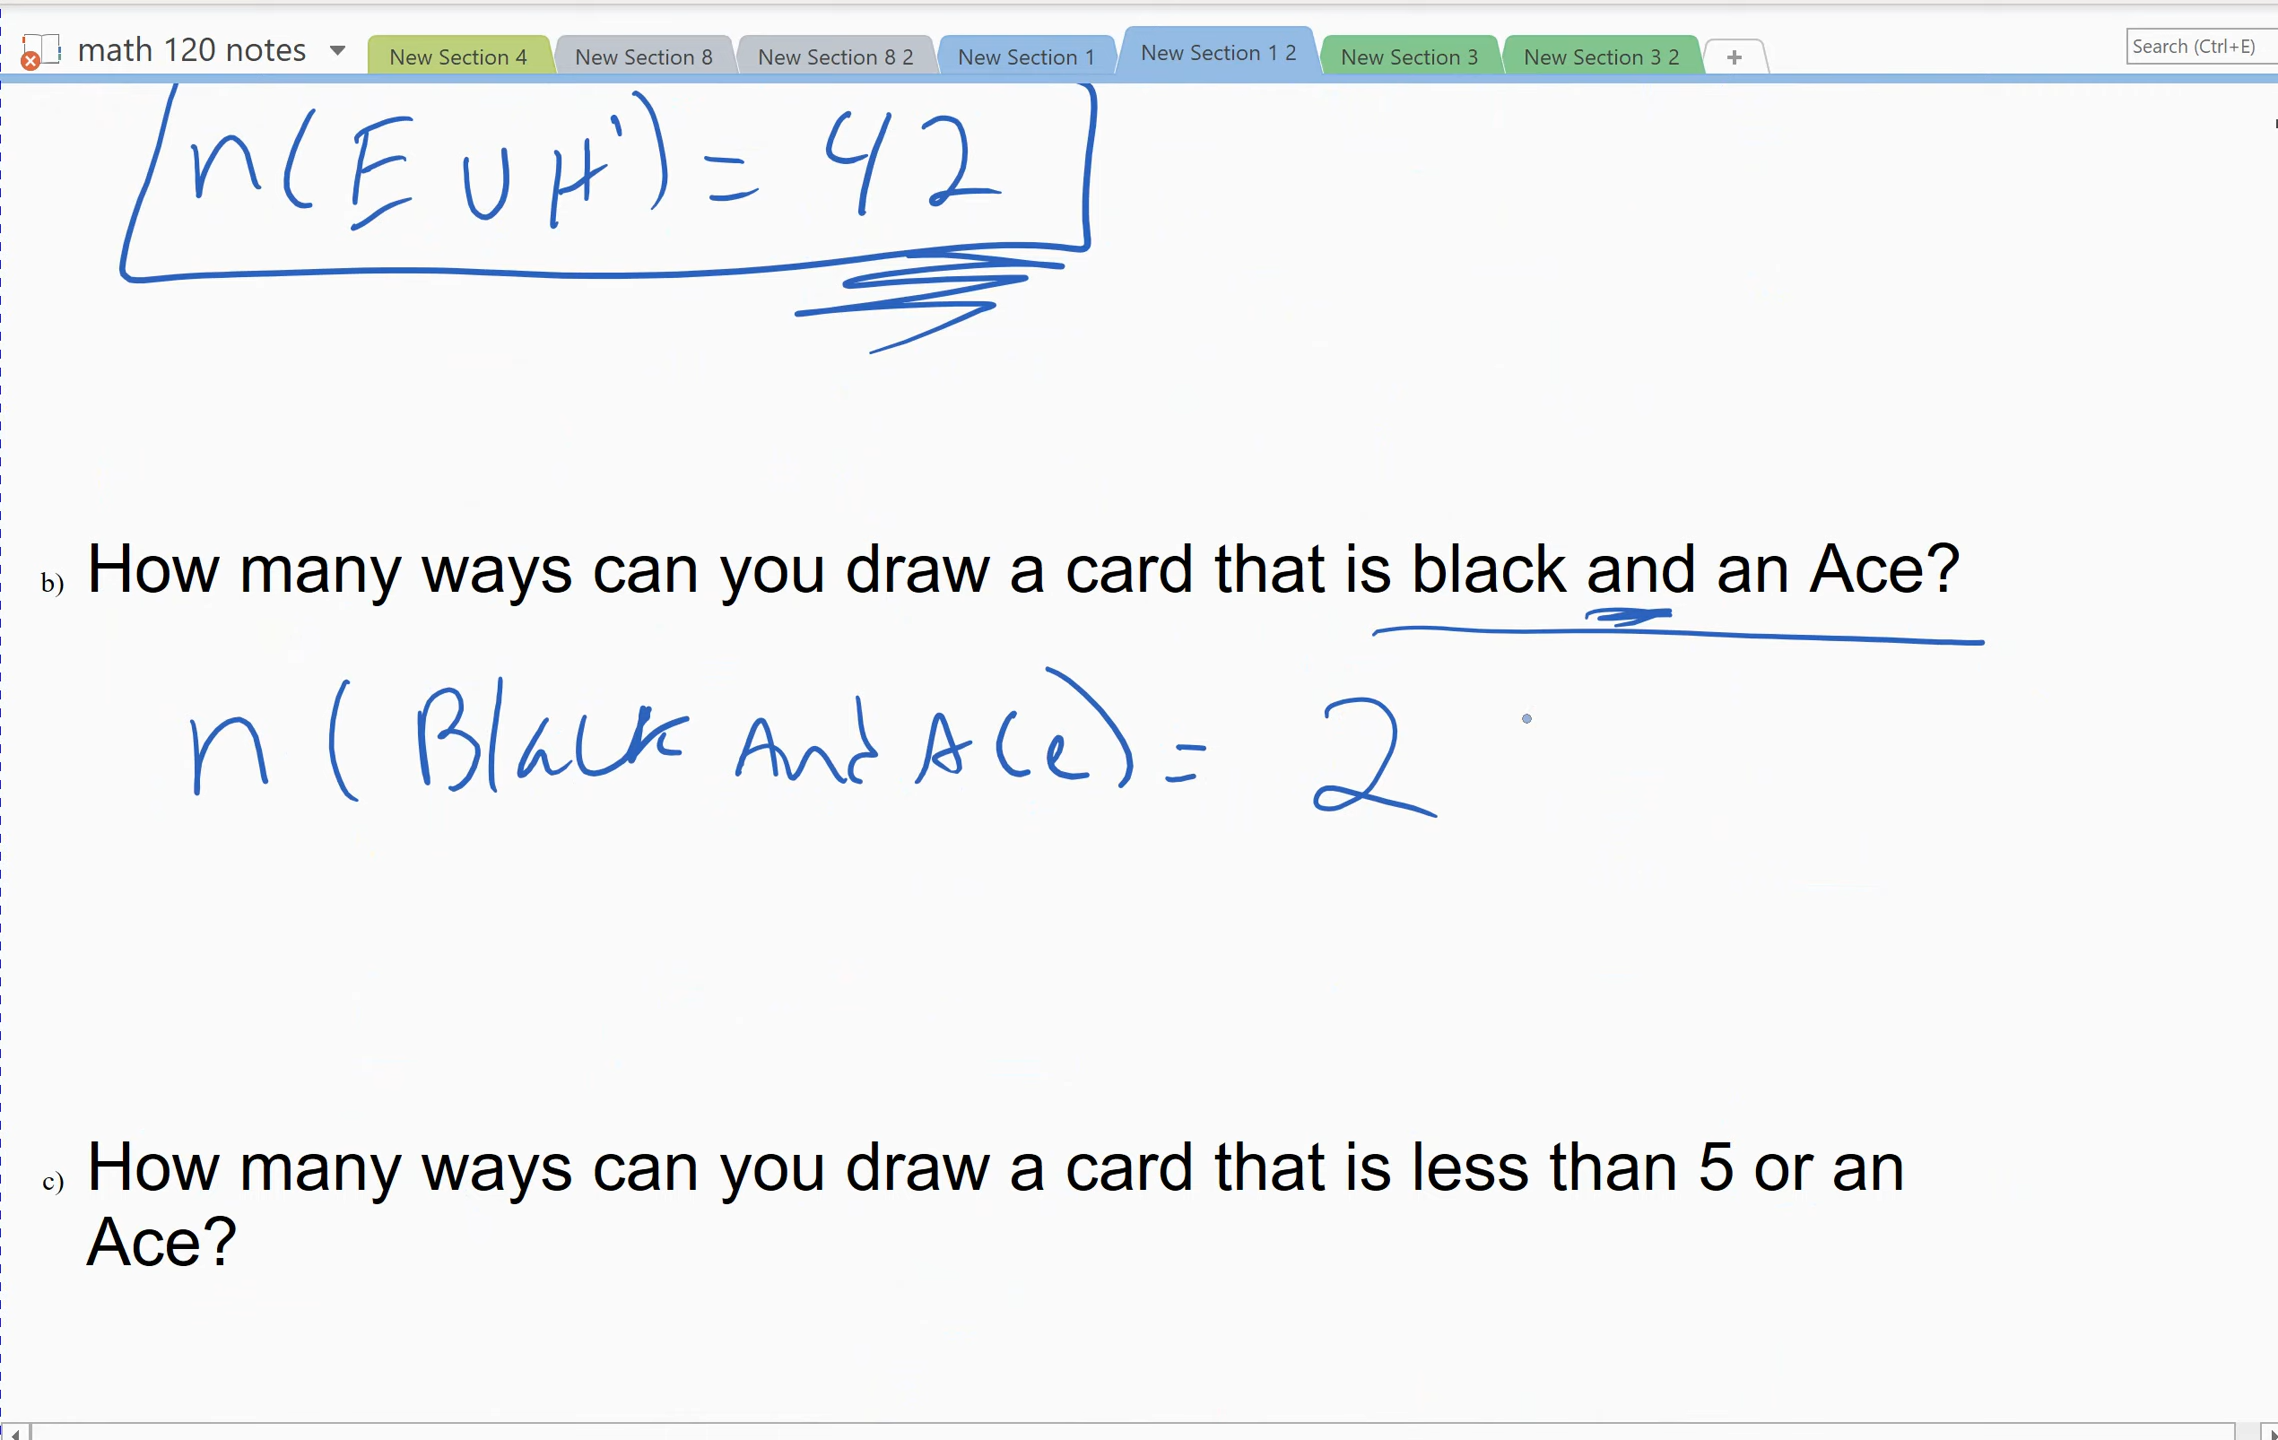 math 120 notes New Section 4 New Section 8 New Section 8 2 New Section 1 New Section 1 2 New Section 3 New Section 3 2 + Search (Ctrl+E)
n(E ∪ H') = 42
b) How many ways can you draw a card that is black and an Ace?
n (Black And Ace) = 2
c) How many ways can you draw a card that is less than 5 or an
Ace?